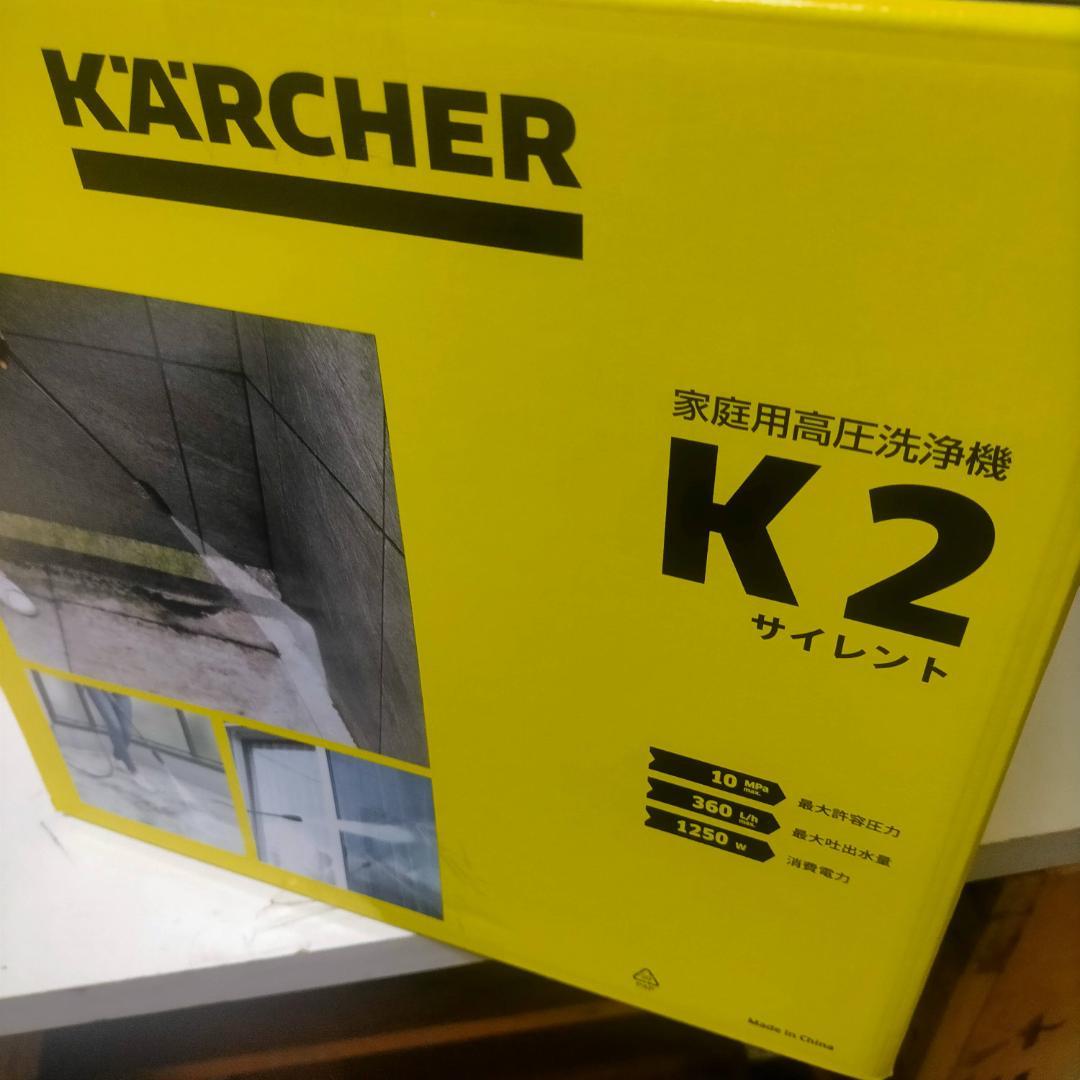 KÄRCHER
家庭用高圧洗浄機
K 2
サイレント
10 MPa max. 最大許容圧力
360 L/h max. 最大吐出水量
1250 W 消費電力
PAP
Made in China